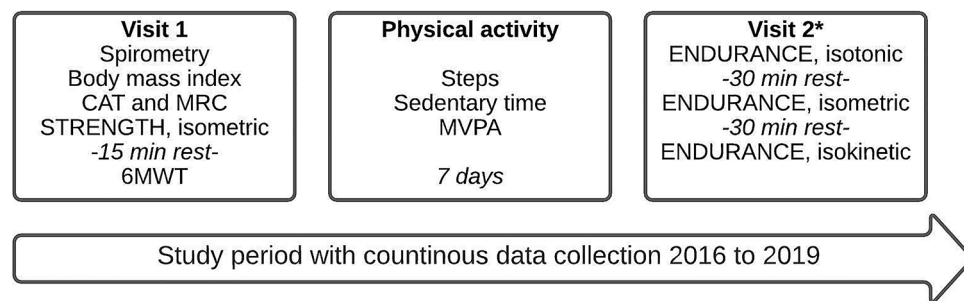 Visit 1
Spirometry
Body mass index
CAT and MRC
STRENGTH, isometric
-15 min rest-
6MWT
Physical activity
Steps
Sedentary time
MVPA
7 days
Visit 2*
ENDURANCE, isotonic
-30 min rest-
ENDURANCE, isometric
-30 min rest-
ENDURANCE, isokinetic
Study period with countinous data collection 2016 to 2019